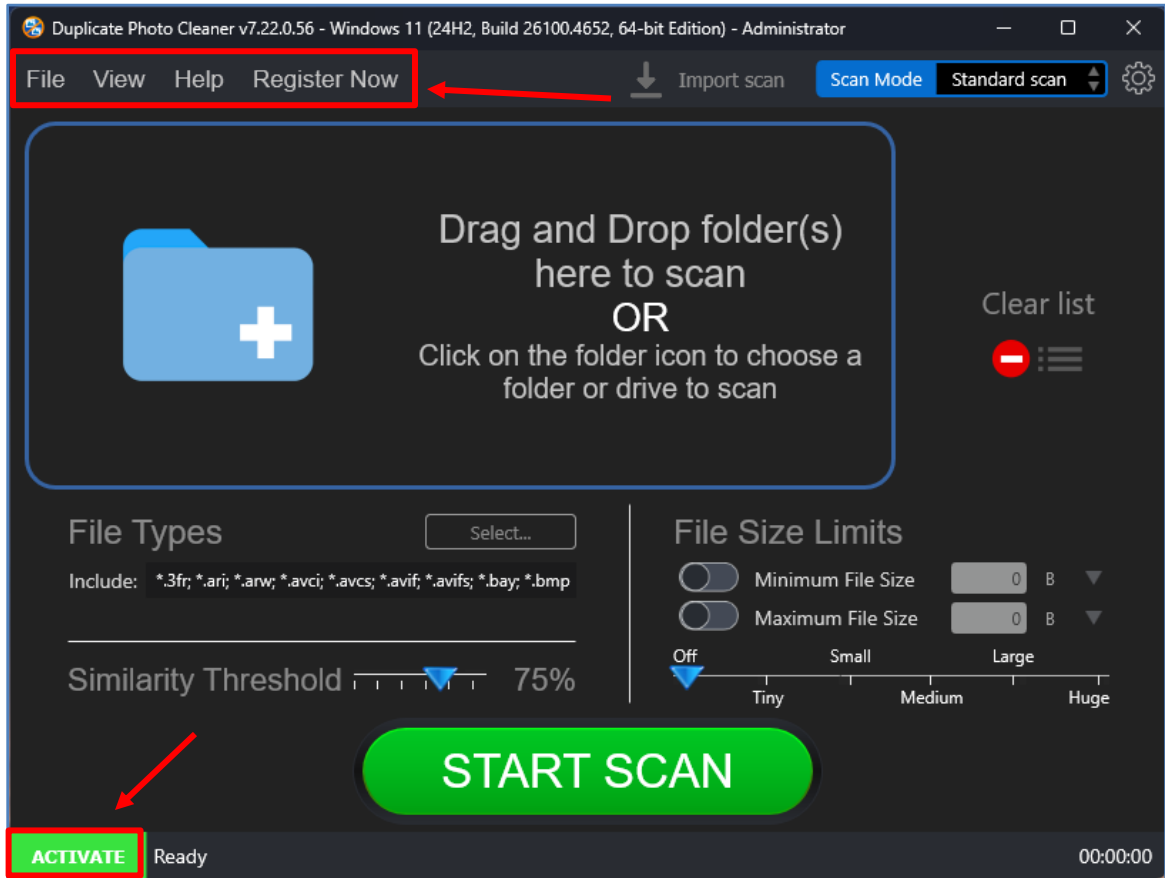 Duplicate Photo Cleaner v7.22.0.56 - Windows 11 (24H2, Build 26100.4652, 64-bit Edition) - Administrator
File View Help Register Now Import scan Scan Mode Standard scan
Drag and Drop folder(s)
here to scan
OR
Click on the folder icon to choose a
folder or drive to scan
Clear list
File Types Select...
Include: *.3fr; *.ari; *.arw; *.avci; *.avcs; *.avif; *.avifs; *.bay; *.bmp
Similarity Threshold 75%
File Size Limits
Minimum File Size 0 B
Maximum File Size 0 B
Off Small Large
Tiny Medium Huge
START SCAN
ACTIVATE Ready 00:00:00